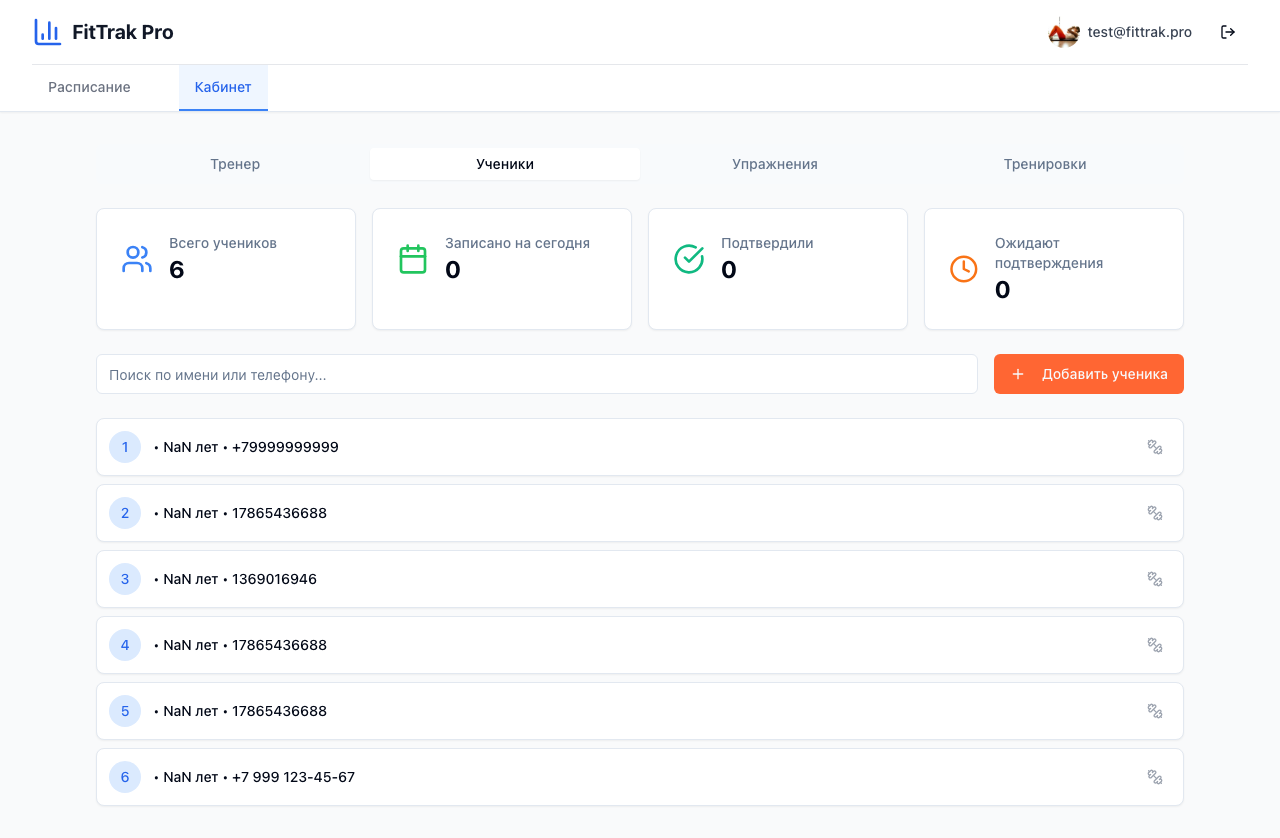 FitTrak Pro
test@fittrak.pro
Расписание
Кабинет
Тренер
Ученики
Упражнения
Тренировки
Всего учеников
6
Записано на сегодня
0
Подтвердили
0
Ожидают
подтверждения
0
Поиск по имени или телефону...
+ Добавить ученика
1 • NaN лет • +79999999999
2 • NaN лет • 17865436688
3 • NaN лет • 1369016946
4 • NaN лет • 17865436688
5 • NaN лет • 17865436688
6 • NaN лет • +7 999 123-45-67